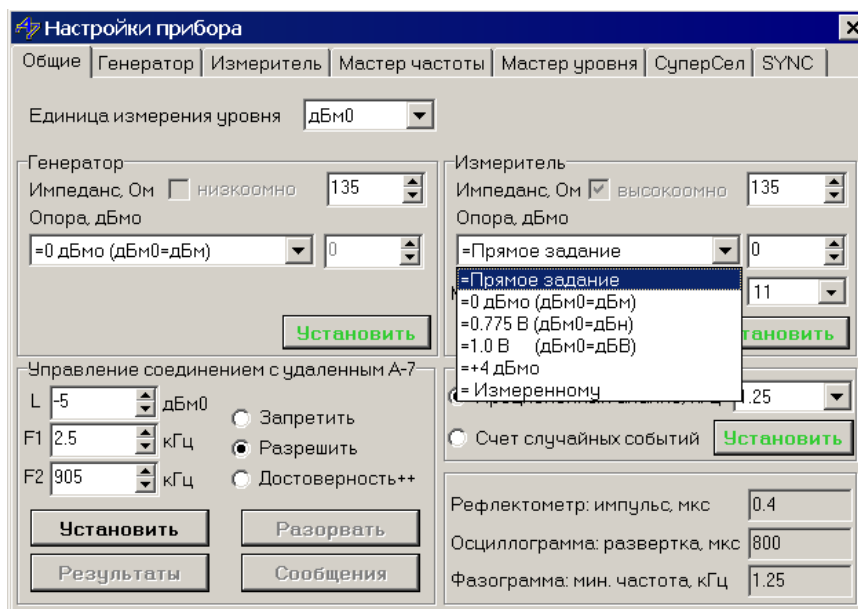 Настройки прибора
Общие Генератор Измеритель Мастер частоты Мастер уровня СуперСел SYNC
Единица измерения уровня дБм0
Генератор
Импеданс, Ом низкоомно 135
Опора, дБмо
=0 дБмо (дБм0=дБм) 0
Установить
Измеритель
Импеданс, Ом высокоомно 135
Опора, дБмо
=Прямое задание 0
=Прямое задание
=0 дБмо (дБм0=дБм)
=0.775 В (дБм0=дБн)
=1.0 В (дБм0=дБВ)
=+4 дБмо
= Измеренному
11
Управление соединением с удаленным А-7
L -5 дБм0
F1 2.5 кГц
F2 905 кГц
Запретить
Разрешить
Достоверность++
Установить Разорвать
Результаты Сообщения
1.25
Счет случайных событий Установить
Рефлектометр: импульс, мкс 0.4
Осциллограмма: развертка, мкс 800
Фазограмма: мин. частота, кГц 1.25